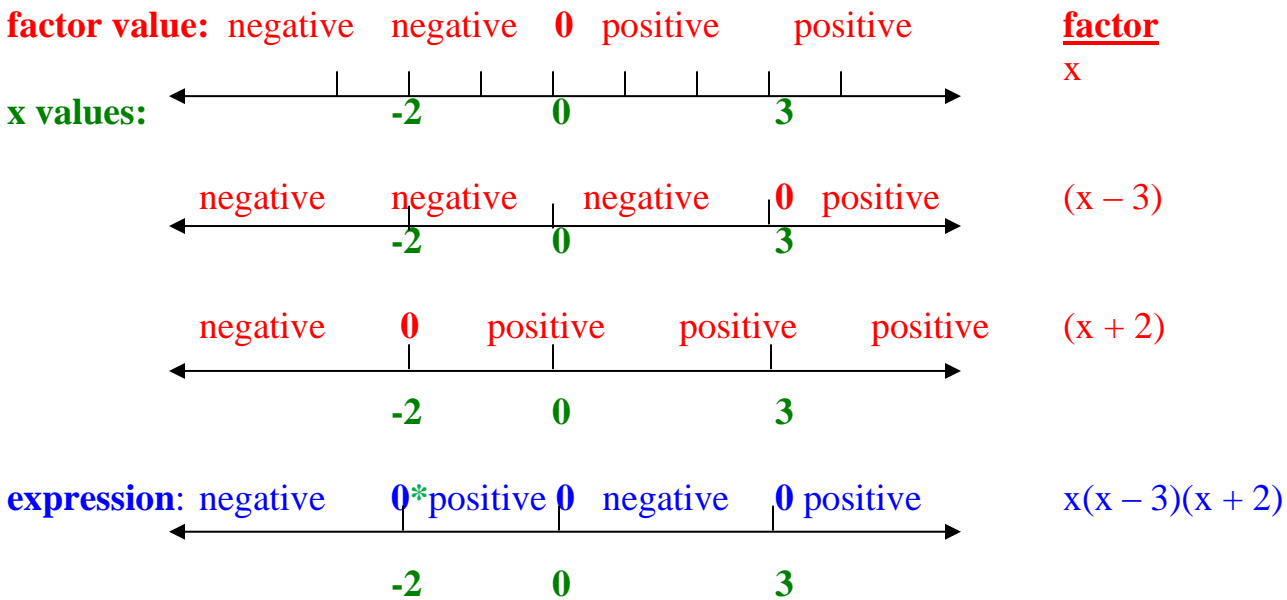 factor value: negative negative 0 positive positive factor
x
x values: -2 0 3
negative negative negative 0 positive (x – 3)
-2 0 3
negative 0 positive positive positive (x + 2)
-2 0 3
expression: negative 0*positive 0 negative 0 positive x(x – 3)(x + 2)
-2 0 3